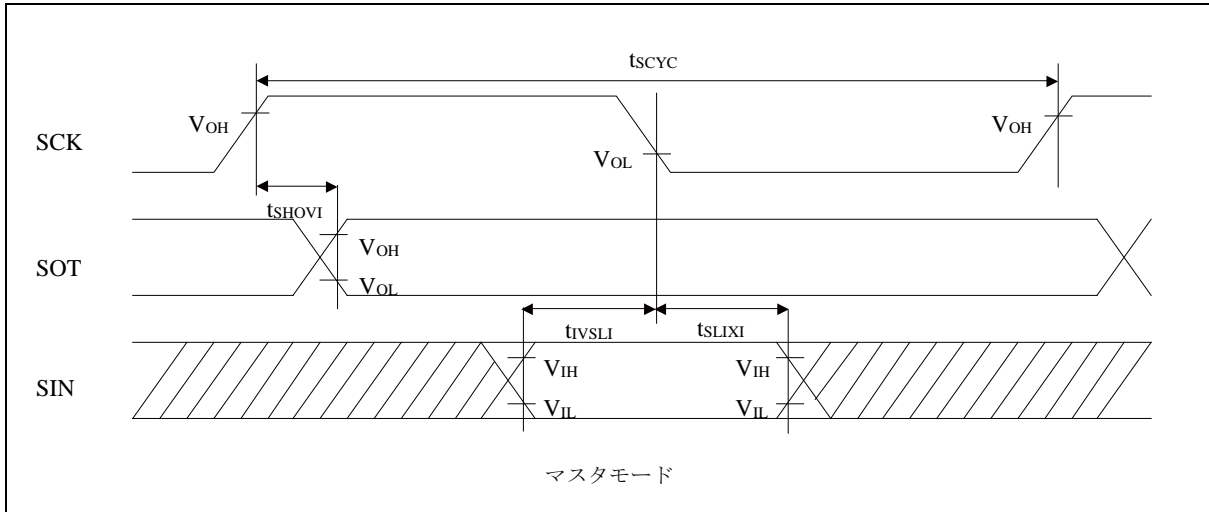 tSCYC
SCK
VOH
VOL
VOH
tSHOVI
SOT
VOH
VOL
tIVSLI
tSLIXI
SIN
VIH
VIH
VIL
VIL
マスタモード